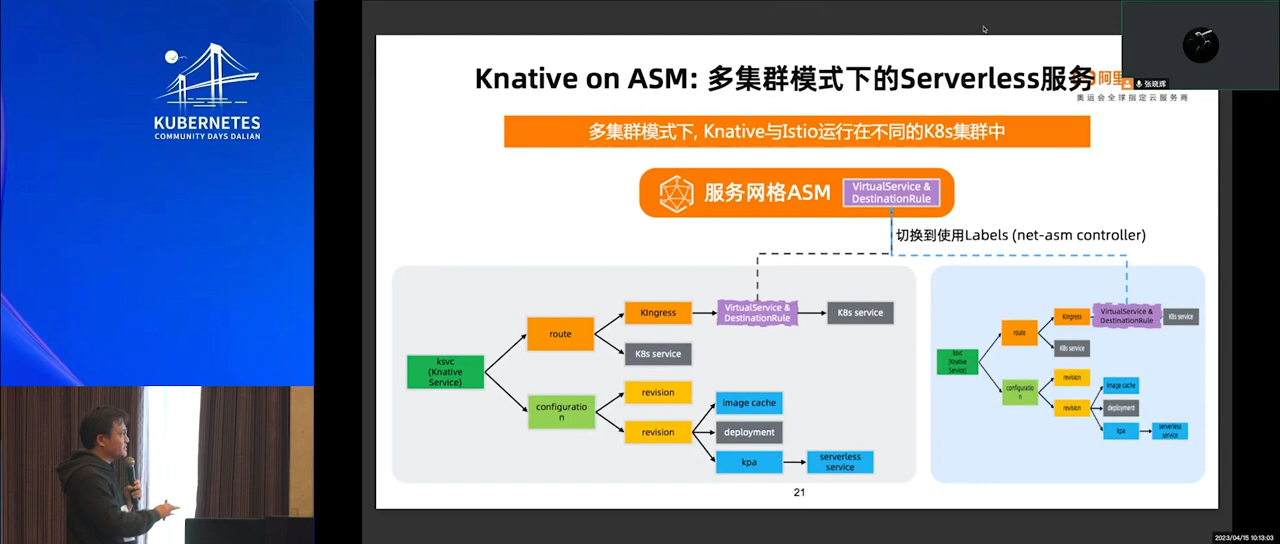 KUBERNETES
COMMUNITY DAYS DALIAN
Knative on ASM: 多集群模式下的Serverless服务
阿里
奥运会全球指定云服务商
张晓辉
多集群模式下, Knative与Istio运行在不同的K8s集群中
服务网格ASM
VirtualService &
DestinationRule
切换到使用Labels (net-asm controller)
ksvc
(Knative
Service)
route
configuratio
n
KIngress
K8s service
revision
revision
VirtualService &
DestinationRule
K8s service
image cache
deployment
kpa
serverless
service
ksvc
(Knative
Service)
route
configuratio
n
KIngress
K8s service
revision
revision
VirtualService &
DestinationRule
K8s service
image cache
deployment
kpa
serverless
service
21
2023/04/15 10:13:03